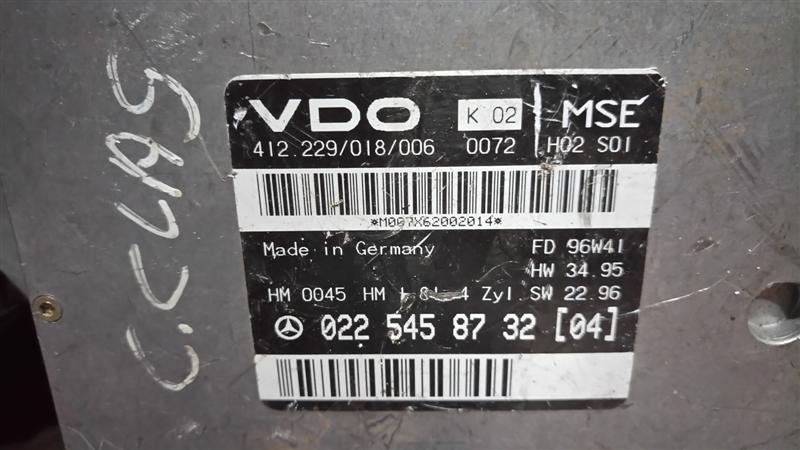 C.CLAS
VDO K 02 MSE
412.229/018/006 0072 H02 S01
*M007X62002014*
Made in Germany FD 96W41
HW 34.95
HM 0045 HM 4 Zyl. SW 22.96
022 545 87 32 [04]